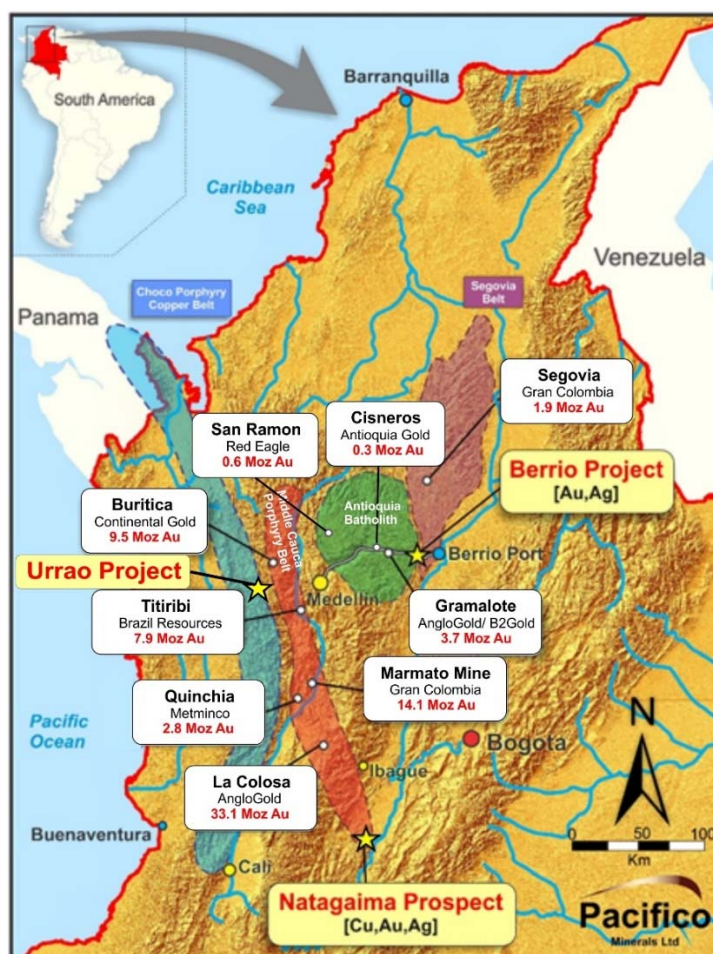 South America
Barranquilla
Caribbean
Sea
Venezuela
Panama
Choco Porphyry
Copper Belt
Segovia
Belt
Segovia
Gran Colombia
1.9 Moz Au
San Ramon
Red Eagle
0.6 Moz Au
Cisneros
Antioquia Gold
0.3 Moz Au
Berrio Project
[Au,Ag]
Buritica
Continental Gold
9.5 Moz Au
Middle Cauca
Porphyry Belt
Antioquia
Batholith
Berrio Port
Urrao Project
Medellin
Titiribi
Brazil Resources
7.9 Moz Au
Gramalote
AngloGold/ B2Gold
3.7 Moz Au
Marmato Mine
Gran Colombia
14.1 Moz Au
Quinchia
Metminco
2.8 Moz Au
Pacific
Ocean
N
Bogota
Ibague
La Colosa
AngloGold
33.1 Moz Au
Buenaventura
Cali
0 50 100
Km
Natagaima Prospect
[Cu,Au,Ag]
Pacifico
Minerals Ltd